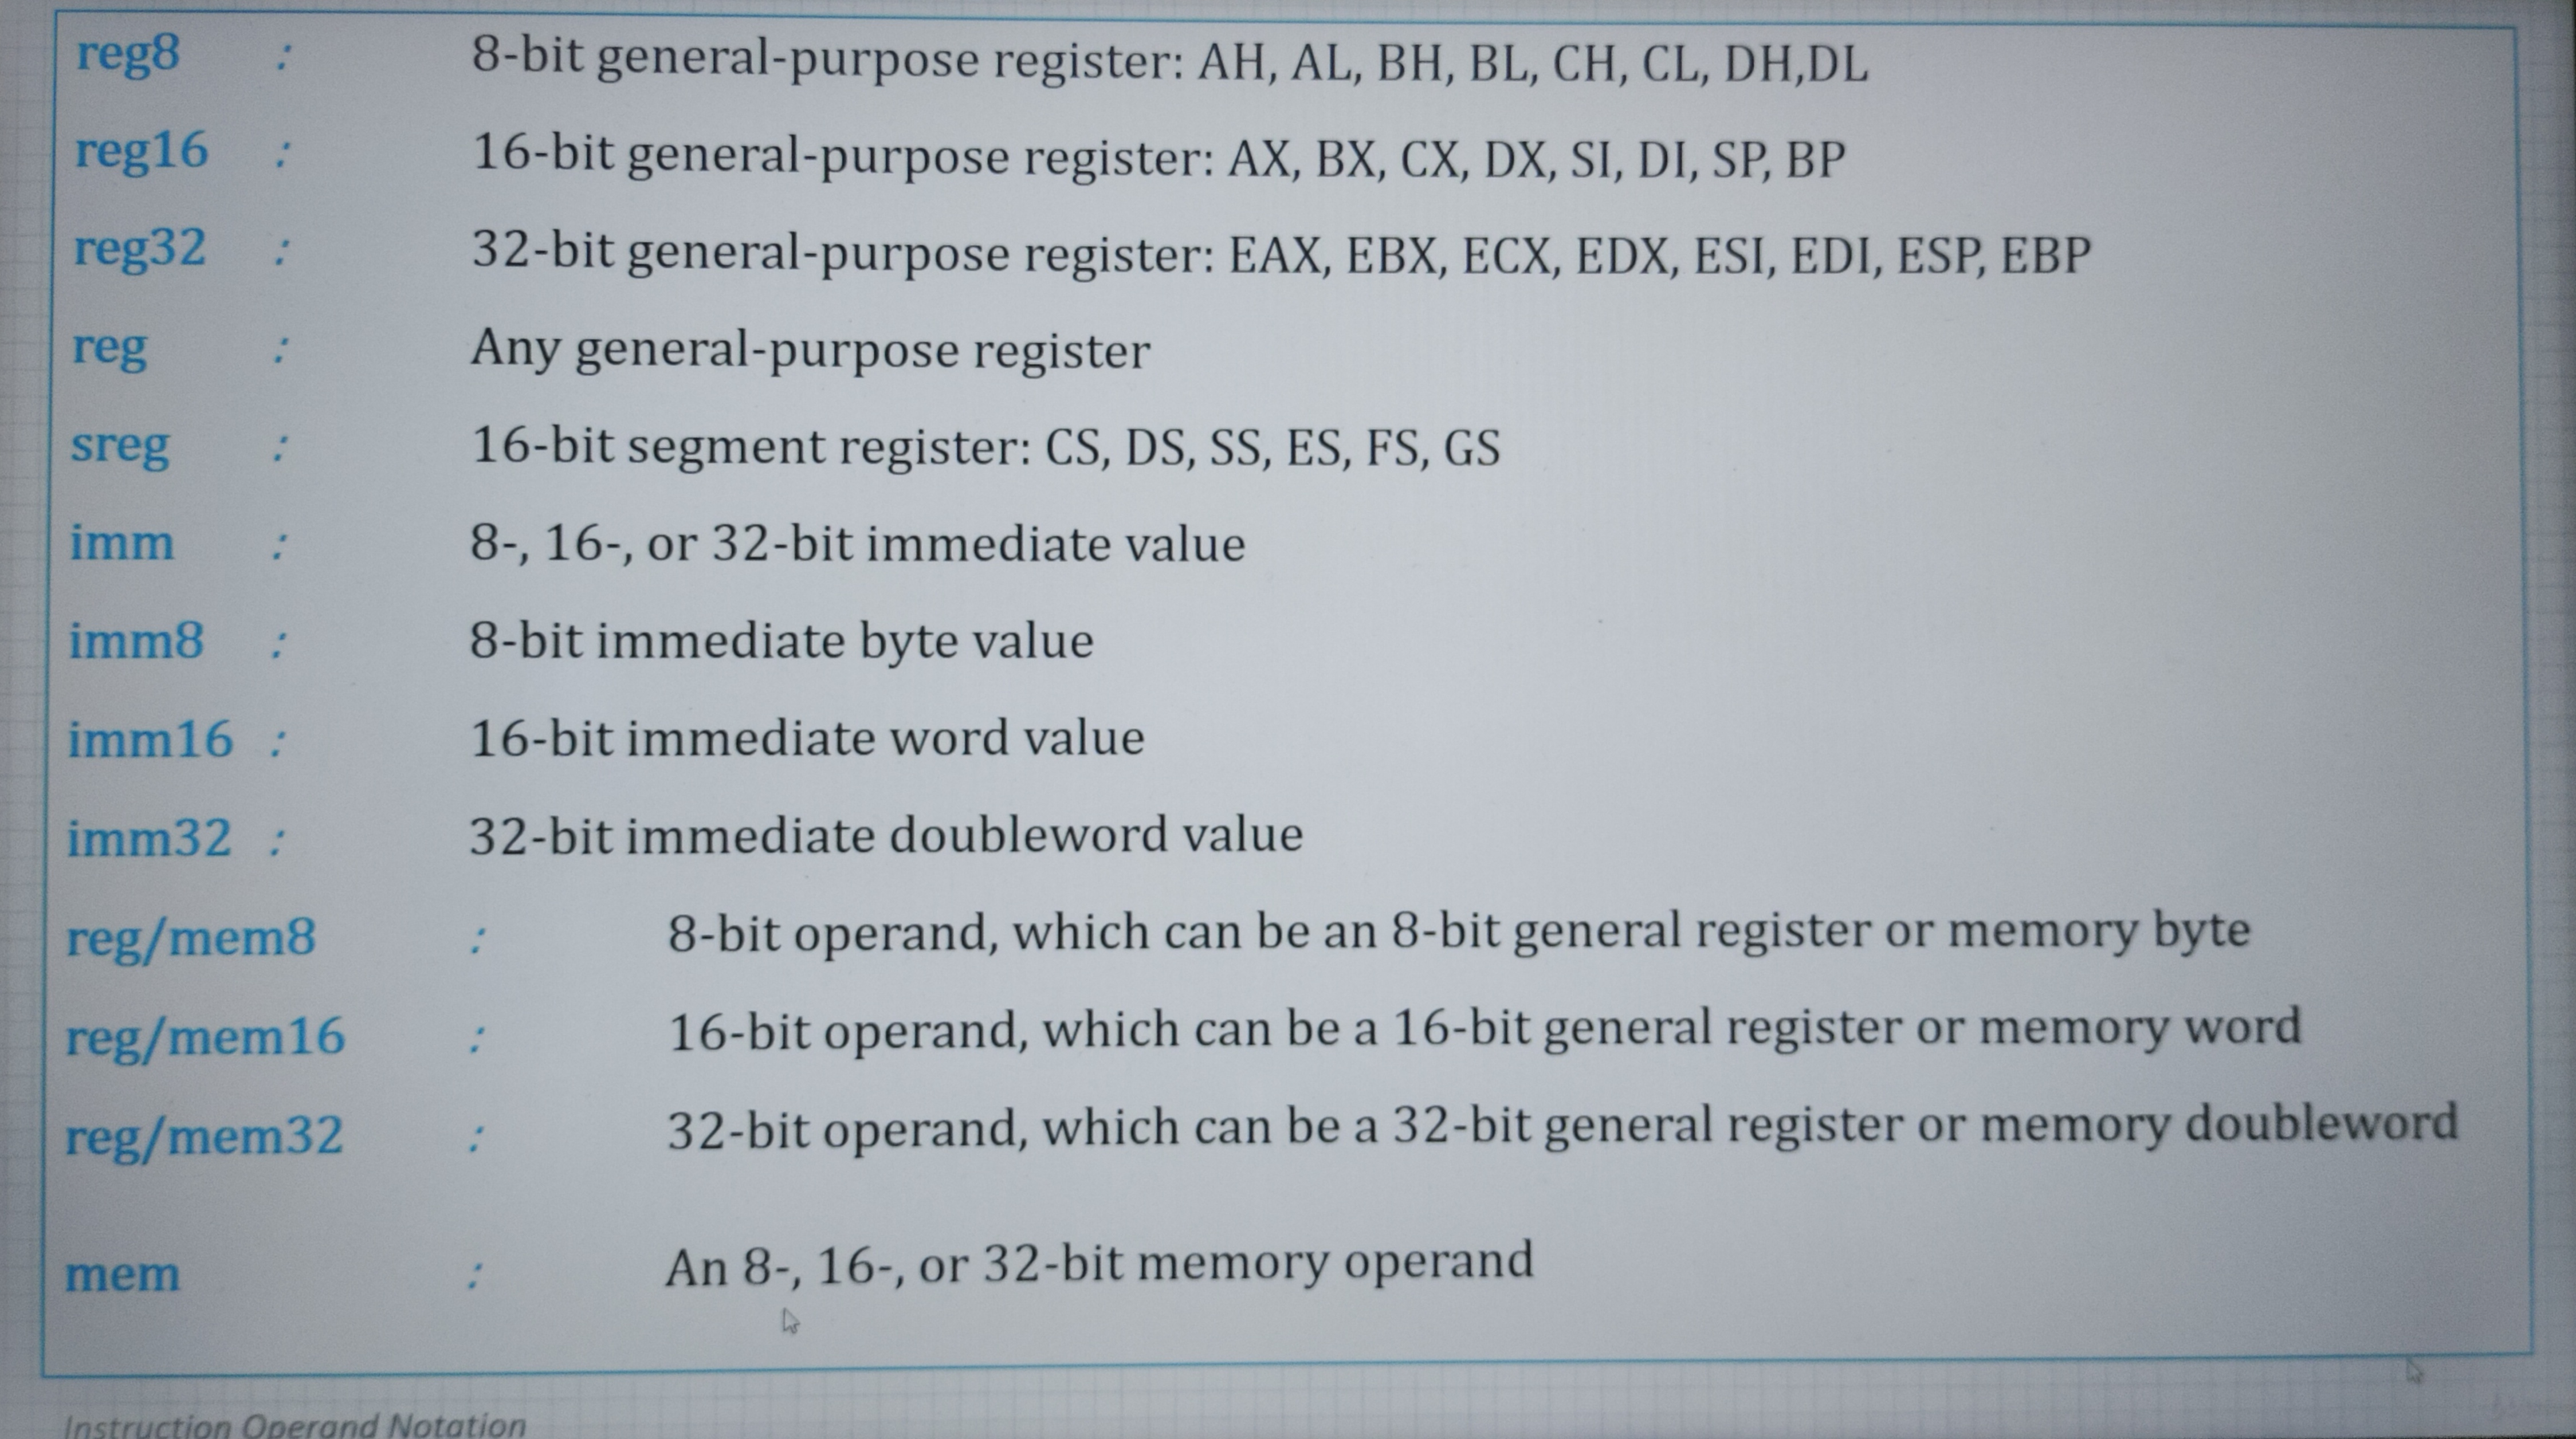 reg8 : 8-bit general-purpose register: AH, AL, BH, BL, CH, CL, DH,DL
reg16 : 16-bit general-purpose register: AX, BX, CX, DX, SI, DI, SP, BP
reg32 : 32-bit general-purpose register: EAX, EBX, ECX, EDX, ESI, EDI, ESP, EBP
reg : Any general-purpose register
sreg : 16-bit segment register: CS, DS, SS, ES, FS, GS
imm : 8-, 16-, or 32-bit immediate value
imm8 : 8-bit immediate byte value
imm16 : 16-bit immediate word value
imm32 : 32-bit immediate doubleword value
reg/mem8 : 8-bit operand, which can be an 8-bit general register or memory byte
reg/mem16 : 16-bit operand, which can be a 16-bit general register or memory word
reg/mem32 : 32-bit operand, which can be a 32-bit general register or memory doubleword
mem : An 8-, 16-, or 32-bit memory operand
Instruction Operand Notation